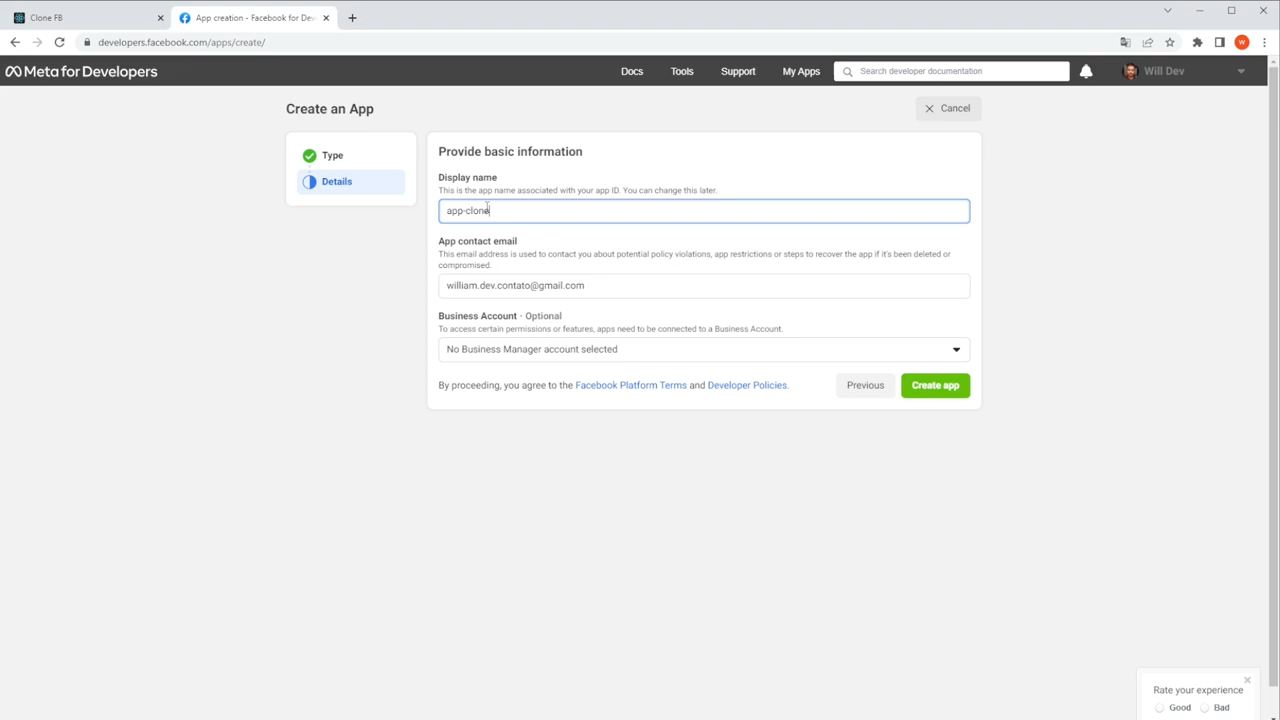 Clone FB
App creation - Facebook for Dev
developers.facebook.com/apps/create/
W
Meta for Developers
Docs
Tools
Support
My Apps
Search developer documentation
Will Dev
Create an App
Cancel
Type
Details
Provide basic information
Display name
This is the app name associated with your app ID. You can change this later.
app-clone
App contact email
This email address is used to contact you about potential policy violations, app restrictions or steps to recover the app if it's been deleted or
compromised.
william.dev.contato@gmail.com
Business Account · Optional
To access certain permissions or features, apps need to be connected to a Business Account.
No Business Manager account selected
By proceeding, you agree to the Facebook Platform Terms and Developer Policies.
Previous
Create app
Rate your experience
Good
Bad